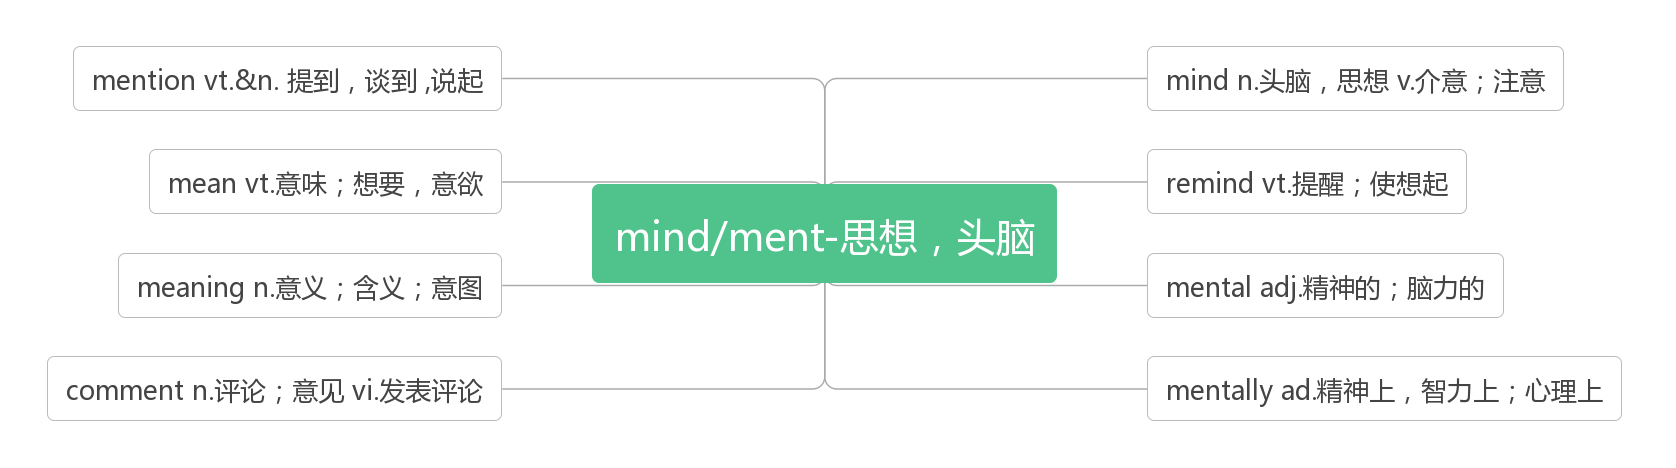 mention vt.&n. 提到，谈到 ,说起
mean vt.意味；想要，意欲
meaning n.意义；含义；意图
comment n.评论；意见 vi.发表评论
mind/ment-思想，头脑
mind n.头脑，思想 v.介意；注意
remind vt.提醒；使想起
mental adj.精神的；脑力的
mentally ad.精神上，智力上；心理上